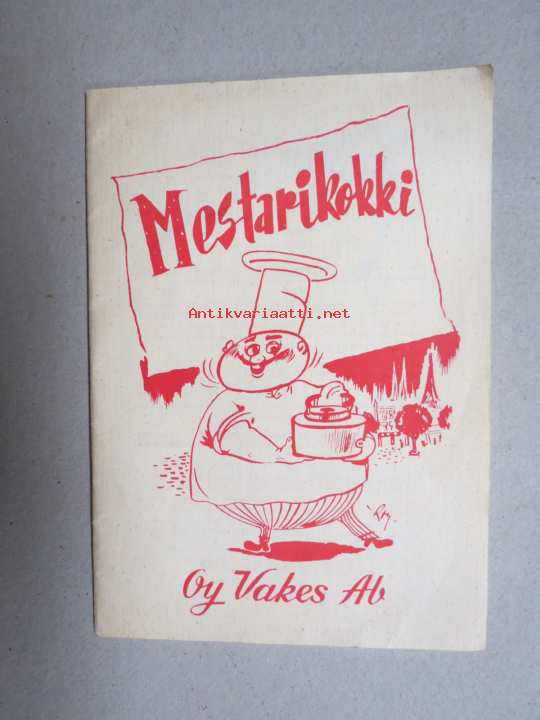 Mestarikokki
Antikvariaatti.net
Oy Vakes Ab